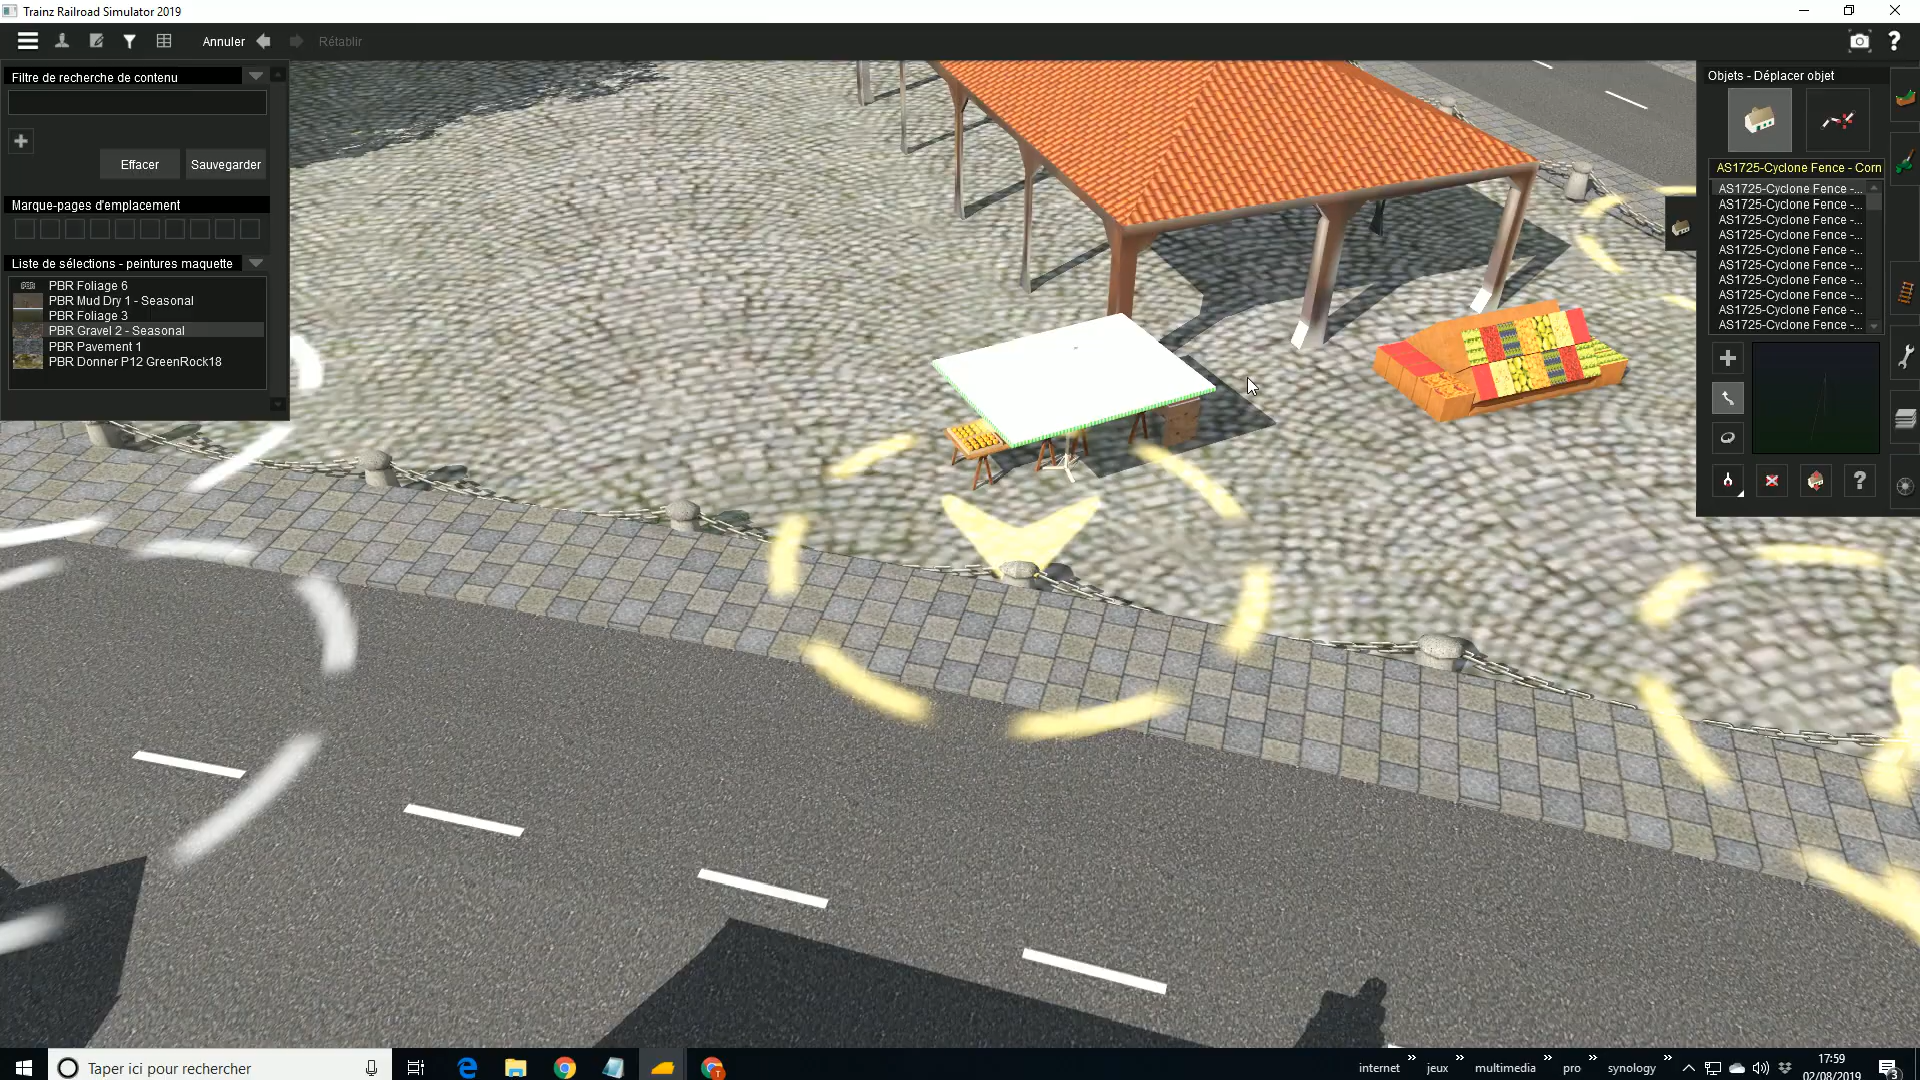 Trainz Railroad Simulator 2019
Annuler
Rétablir
Filtre de recherche de contenu
Effacer
Sauvegarder
Marque-pages d'emplacement
Liste de sélections - peintures maquette
PBR Foliage 6
PBR Mud Dry 1 - Seasonal
PBR Foliage 3
PBR Gravel 2 - Seasonal
PBR Pavement 1
PBR Donner P12 GreenRock18
Objets - Déplacer objet
AS1725-Cyclone Fence - Corn
AS1725-Cyclone Fence -...
AS1725-Cyclone Fence -...
AS1725-Cyclone Fence -...
AS1725-Cyclone Fence -...
AS1725-Cyclone Fence -...
AS1725-Cyclone Fence -...
AS1725-Cyclone Fence -...
AS1725-Cyclone Fence -...
AS1725-Cyclone Fence -...
AS1725-Cyclone Fence -...
Taper ici pour rechercher
internet
jeux
multimedia
pro
synology
17:59
02/08/2019
3